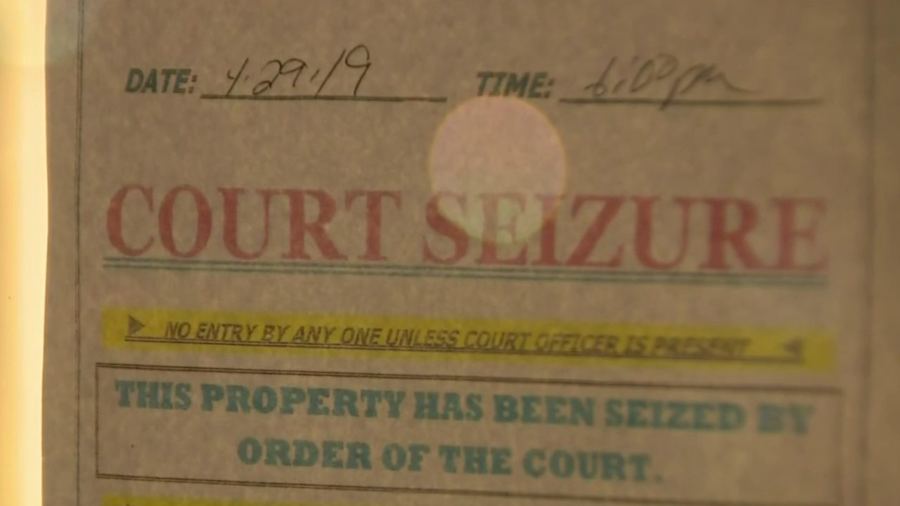 DATE: 4.29.19 TIME: 6:00pm
COURT SEIZURE
NO ENTRY BY ANY ONE UNLESS COURT OFFICER IS PRESENT
THIS PROPERTY HAS BEEN SEIZED BY
ORDER OF THE COURT.